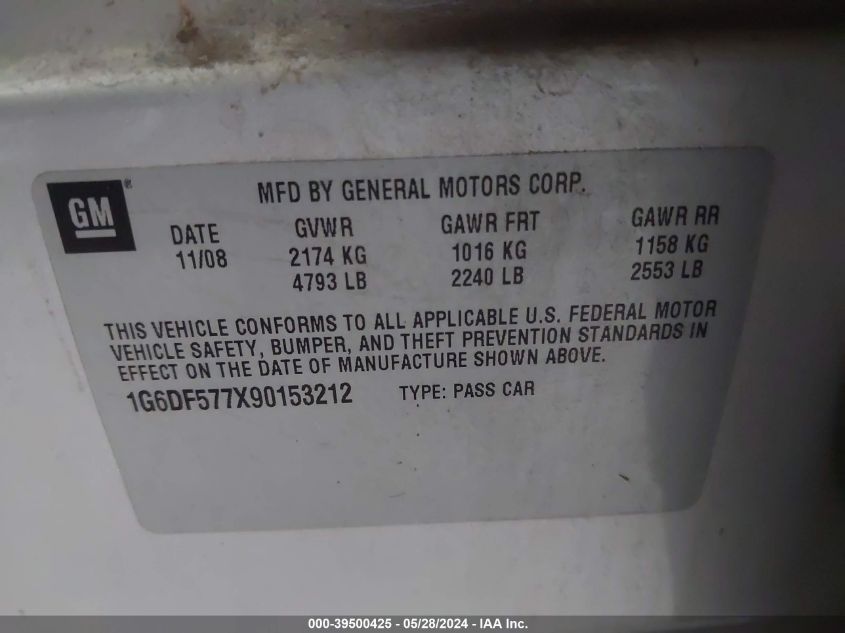 GM®
MFD BY GENERAL MOTORS CORP.
DATE GVWR GAWR FRT GAWR RR
11/08 2174 KG 1016 KG 1158 KG
4793 LB 2240 LB 2553 LB
THIS VEHICLE CONFORMS TO ALL APPLICABLE U.S. FEDERAL MOTOR
VEHICLE SAFETY, BUMPER, AND THEFT PREVENTION STANDARDS IN
EFFECT ON THE DATE OF MANUFACTURE SHOWN ABOVE.
1G6DF577X90153212 TYPE: PASS CAR
000-39500425 - 05/28/2024 - IAA Inc.